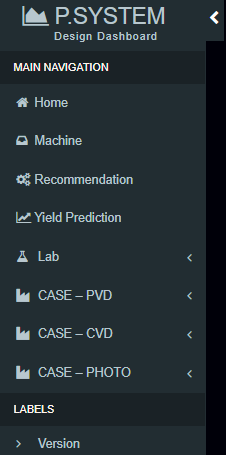 P.SYSTEM
Design Dashboard
MAIN NAVIGATION
Home
Machine
Recommendation
Yield Prediction
Lab
CASE – PVD
CASE – CVD
CASE – PHOTO
LABELS
Version